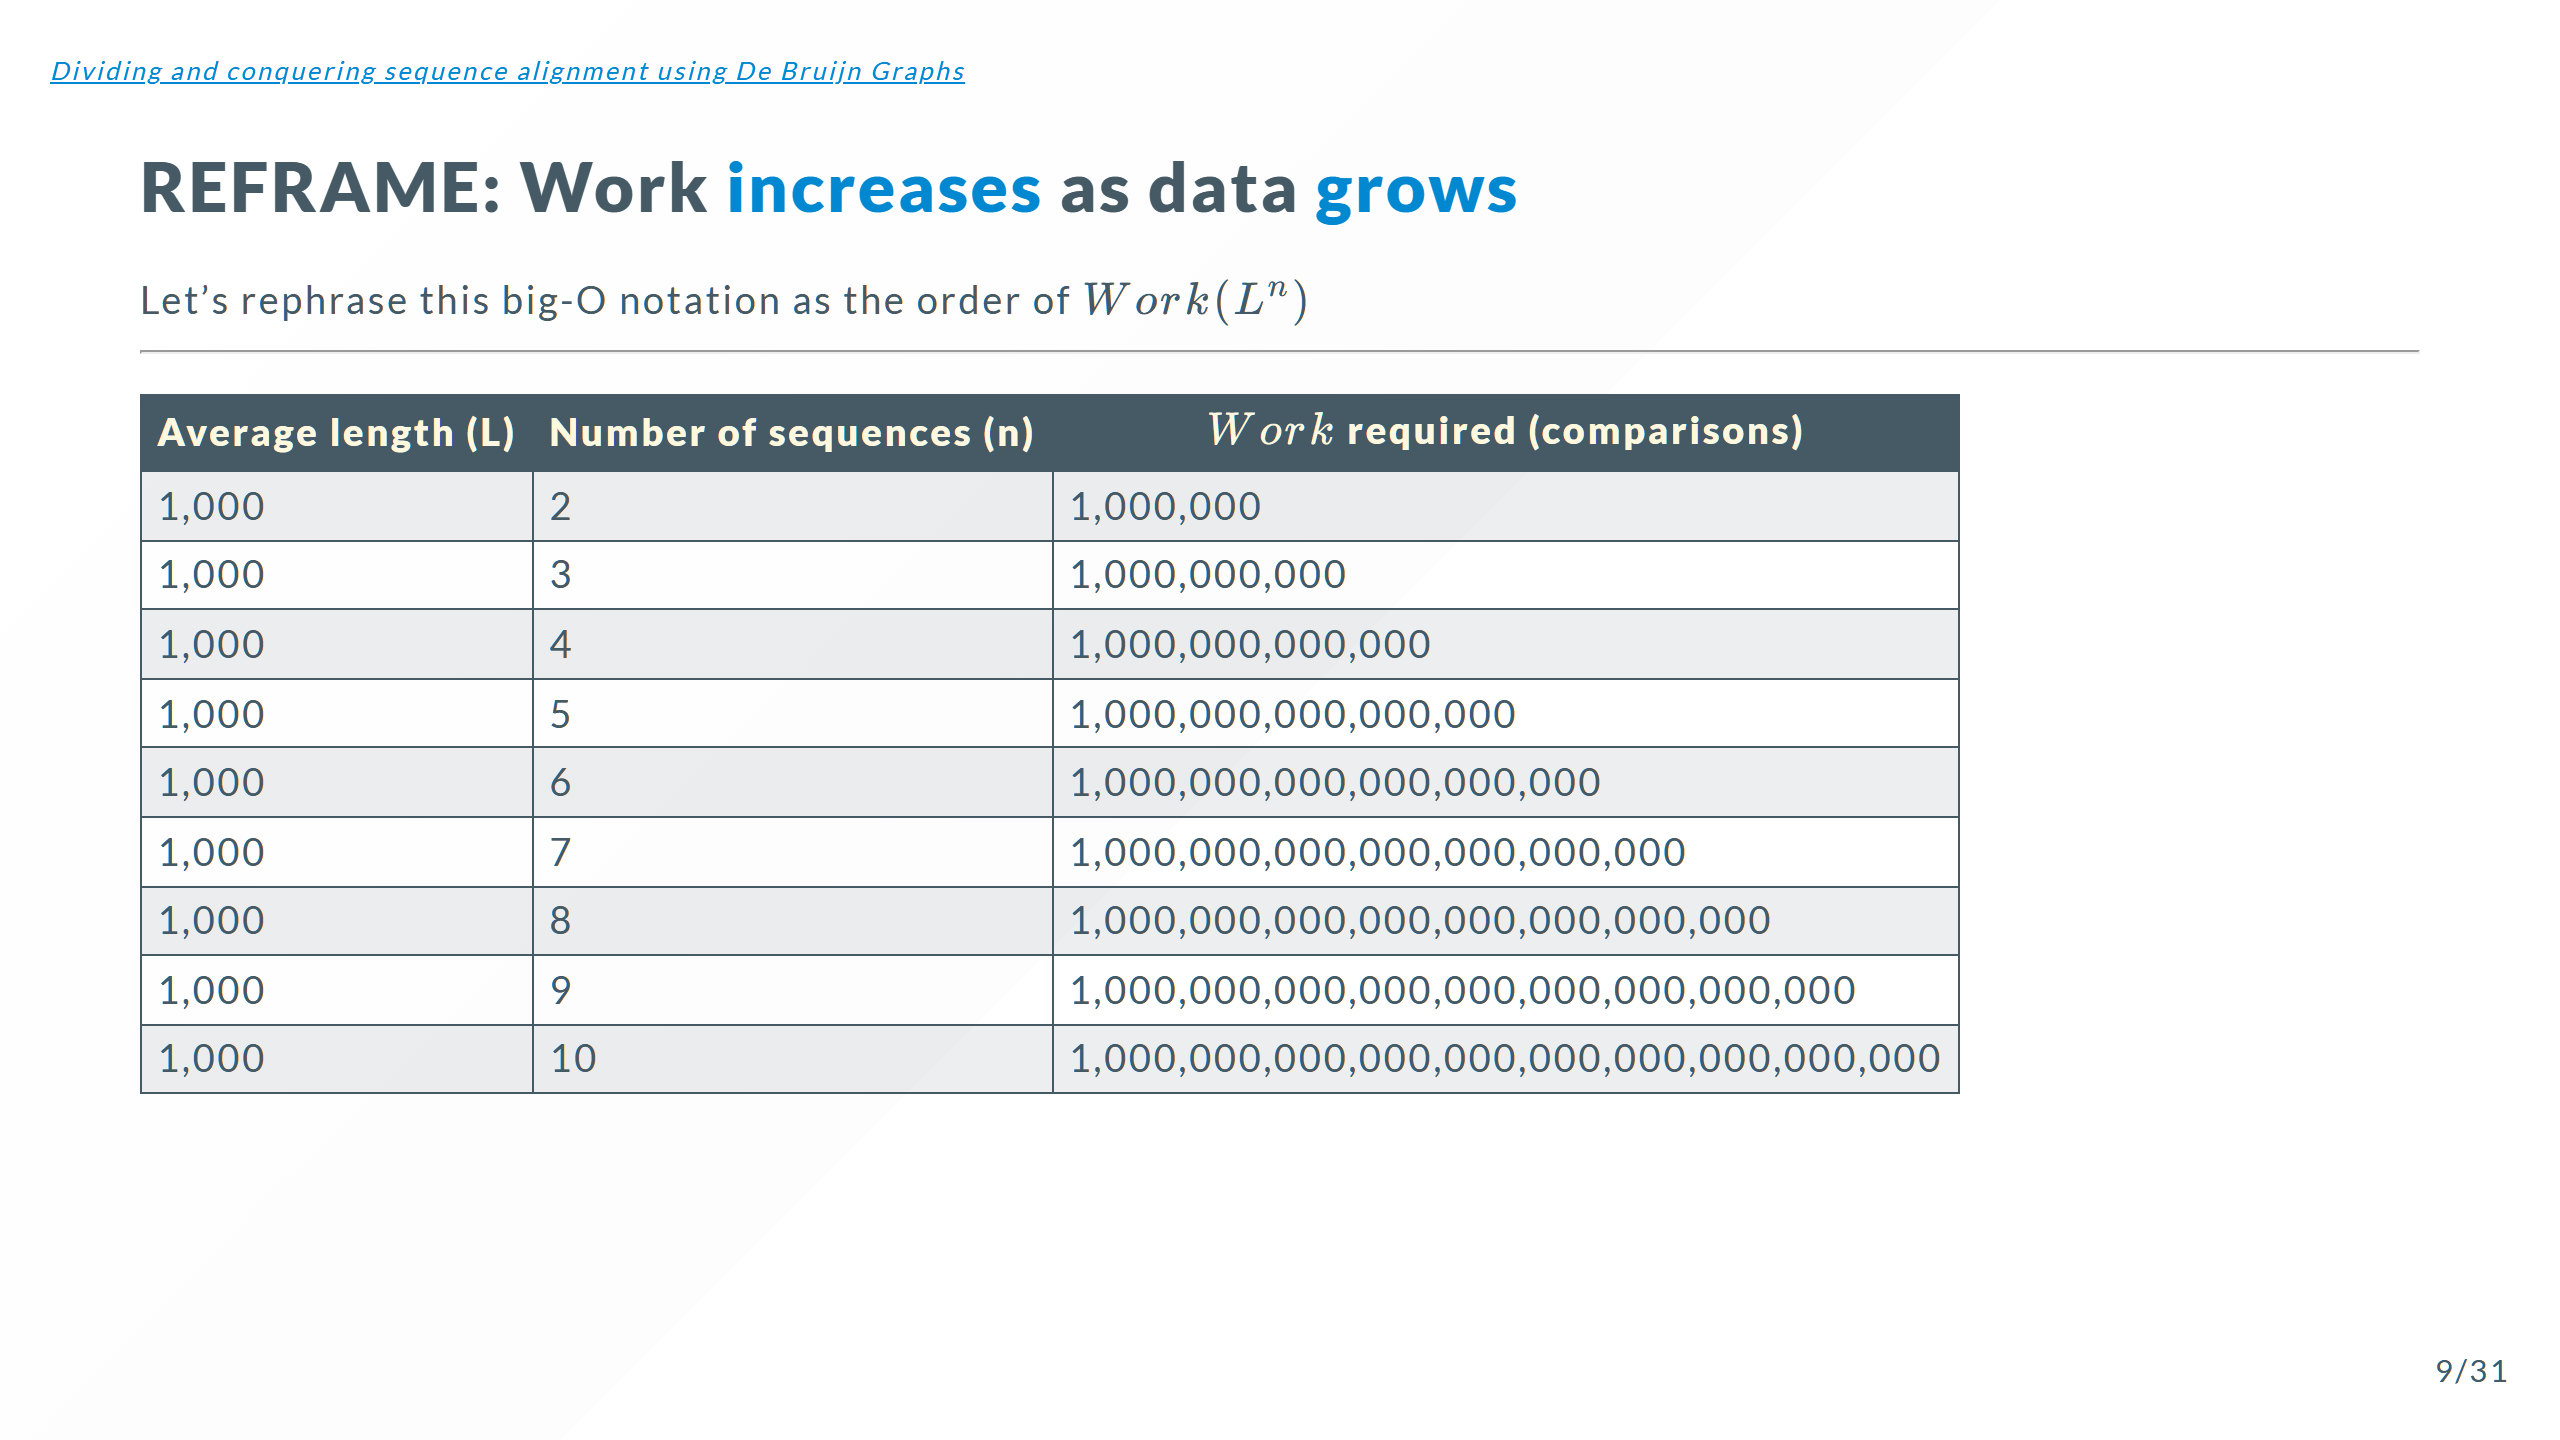 Dividing and conquering sequence alignment using De Bruijn Graphs
REFRAME: Work increases as data grows
Let’s rephrase this big-O notation as the order of Work(Lⁿ)
Average length (L) Number of sequences (n) Work required (comparisons)
1,000 2 1,000,000
1,000 3 1,000,000,000
1,000 4 1,000,000,000,000
1,000 5 1,000,000,000,000,000
1,000 6 1,000,000,000,000,000,000
1,000 7 1,000,000,000,000,000,000,000
1,000 8 1,000,000,000,000,000,000,000,000
1,000 9 1,000,000,000,000,000,000,000,000,000
1,000 10 1,000,000,000,000,000,000,000,000,000,000
9/31